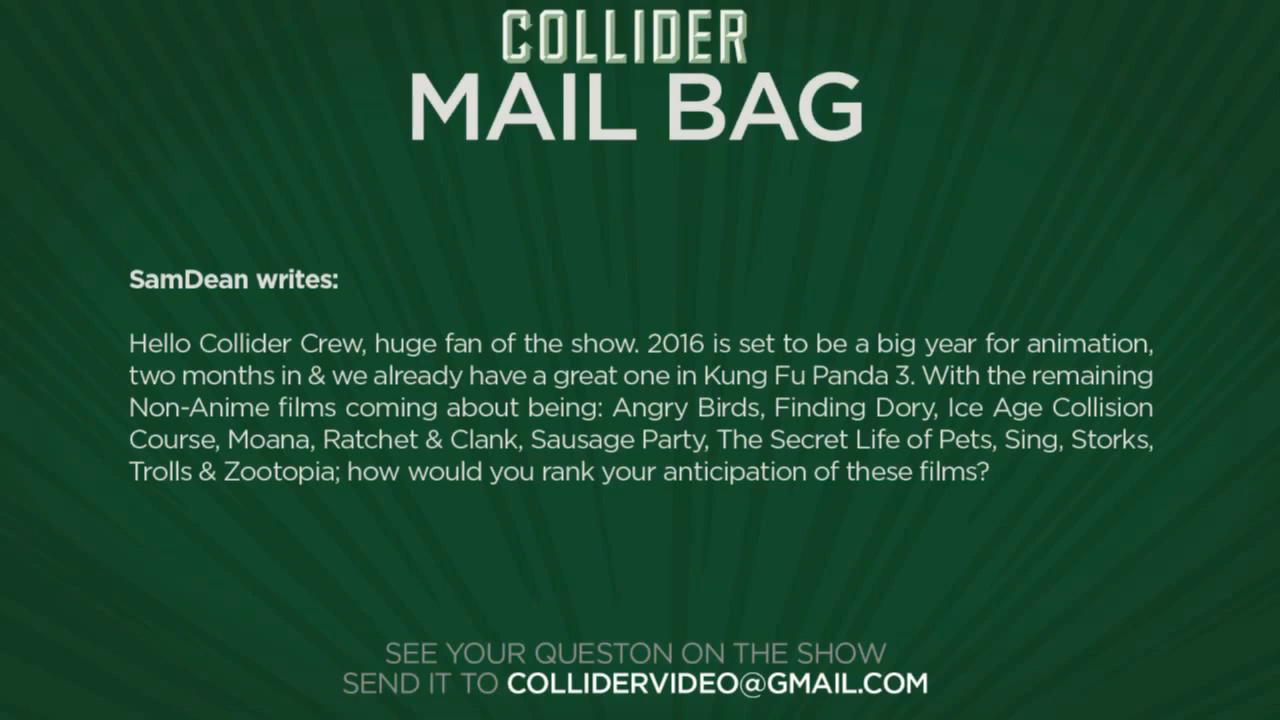 COLLIDER
MAIL BAG
SamDean writes:
Hello Collider Crew, huge fan of the show. 2016 is set to be a big year for animation,
two months in & we already have a great one in Kung Fu Panda 3. With the remaining
Non-Anime films coming about being: Angry Birds, Finding Dory, Ice Age Collision
Course, Moana, Ratchet & Clank, Sausage Party, The Secret Life of Pets, Sing, Storks,
Trolls & Zootopia; how would you rank your anticipation of these films?
SEE YOUR QUESTON ON THE SHOW
SEND IT TO COLLIDERVIDEO@GMAIL.COM